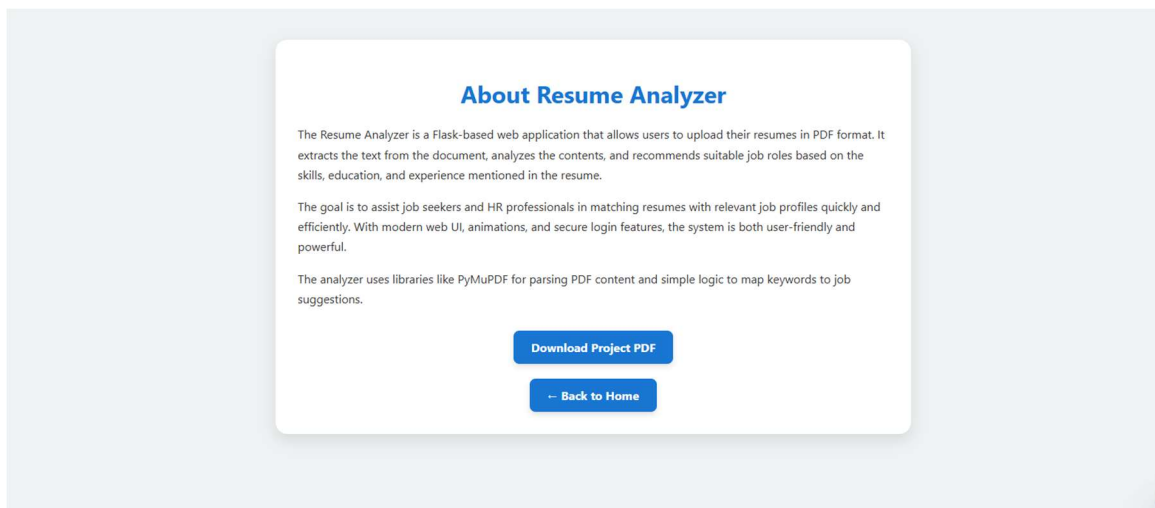 About Resume Analyzer
The Resume Analyzer is a Flask-based web application that allows users to upload their resumes in PDF format. It
extracts the text from the document, analyzes the contents, and recommends suitable job roles based on the
skills, education, and experience mentioned in the resume.
The goal is to assist job seekers and HR professionals in matching resumes with relevant job profiles quickly and
efficiently. With modern web UI, animations, and secure login features, the system is both user-friendly and
powerful.
The analyzer uses libraries like PyMuPDF for parsing PDF content and simple logic to map keywords to job
suggestions.
Download Project PDF
← Back to Home